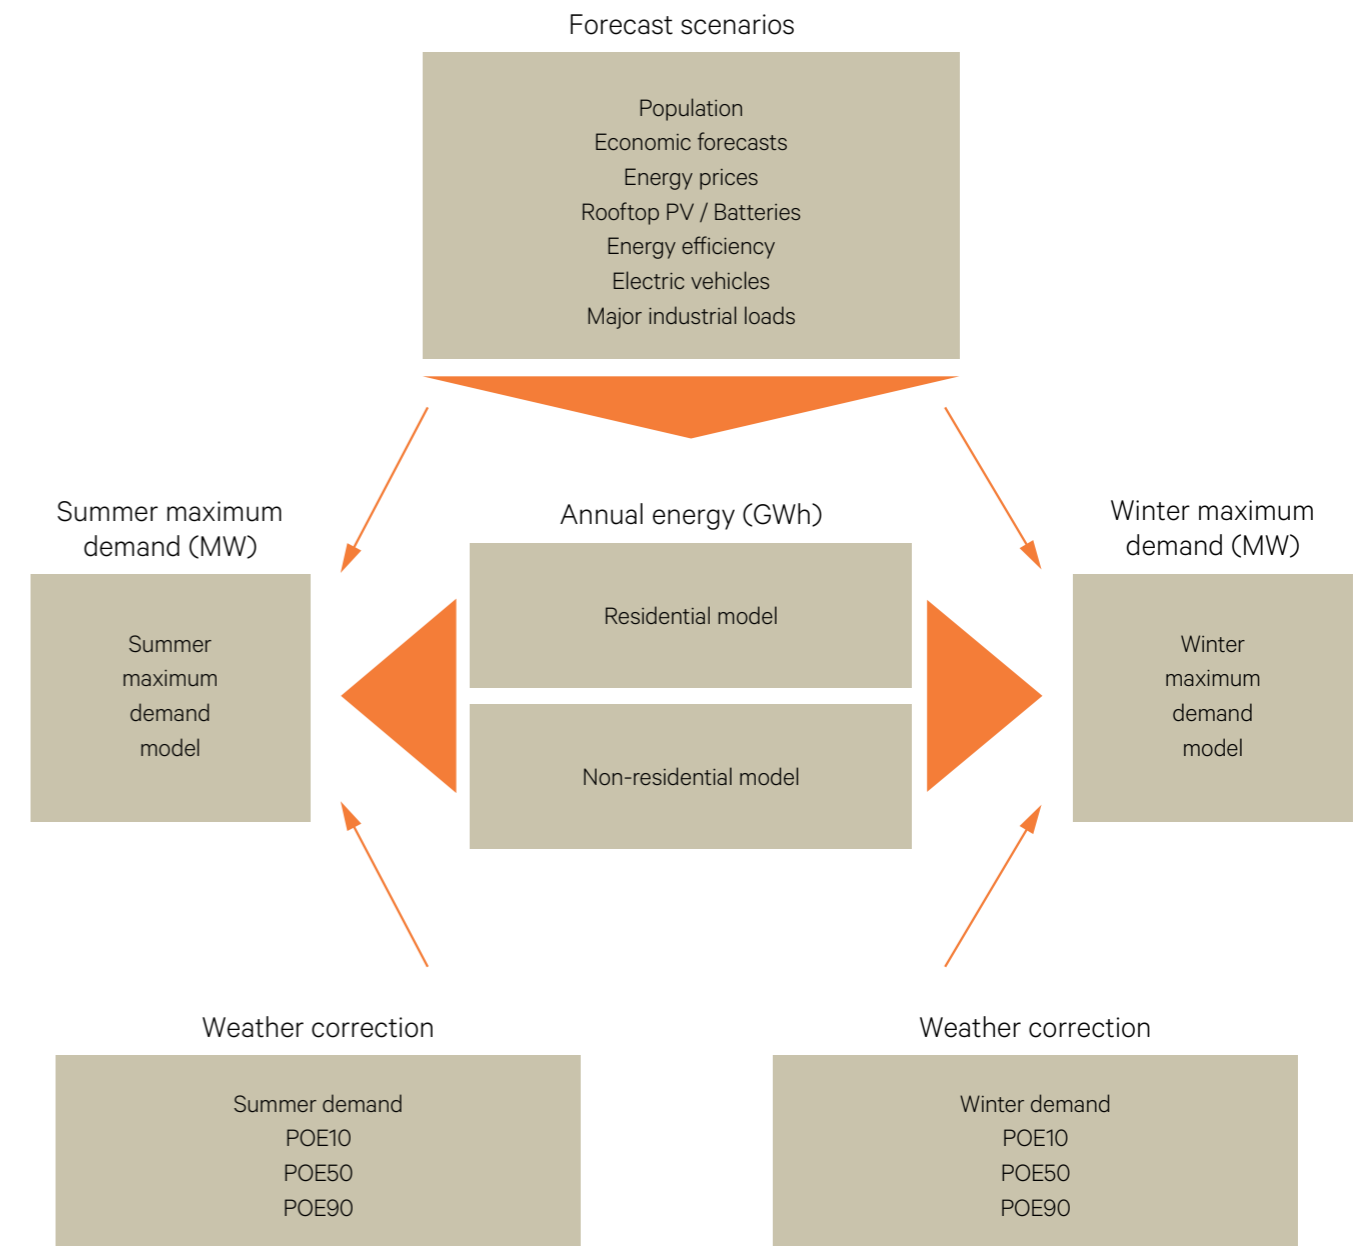 Forecast scenarios
Population
Economic forecasts
Energy prices
Rooftop PV / Batteries
Energy efficiency
Electric vehicles
Major industrial loads
Summer maximum
demand (MW)
Summer
maximum
demand
model
Annual energy (GWh)
Residential model
Non-residential model
Winter maximum
demand (MW)
Winter
maximum
demand
model
Weather correction
Summer demand
POE10
POE50
POE90
Weather correction
Winter demand
POE10
POE50
POE90